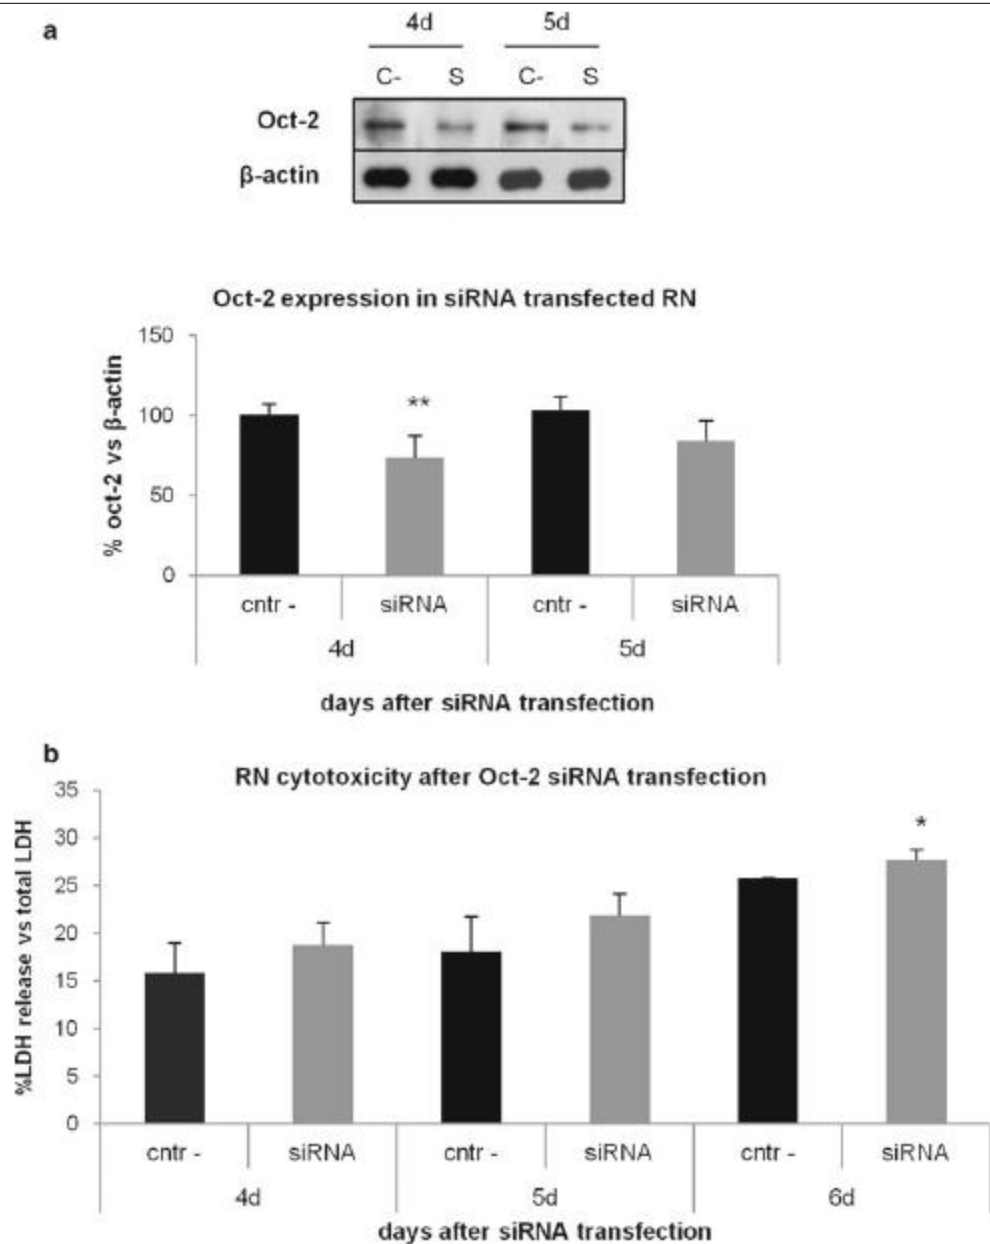 a
4d 5d
C- S C- S
Oct-2
β-actin
Oct-2 expression in siRNA transfected RN
% oct-2 vs β-actin
150
100
50
0
**
cntr - siRNA cntr - siRNA
4d 5d
days after siRNA transfection
b
RN cytotoxicity after Oct-2 siRNA transfection
%LDH release vs total LDH
35
30
25
20
15
10
5
0
*
cntr - siRNA cntr - siRNA cntr - siRNA
4d 5d 6d
days after siRNA transfection